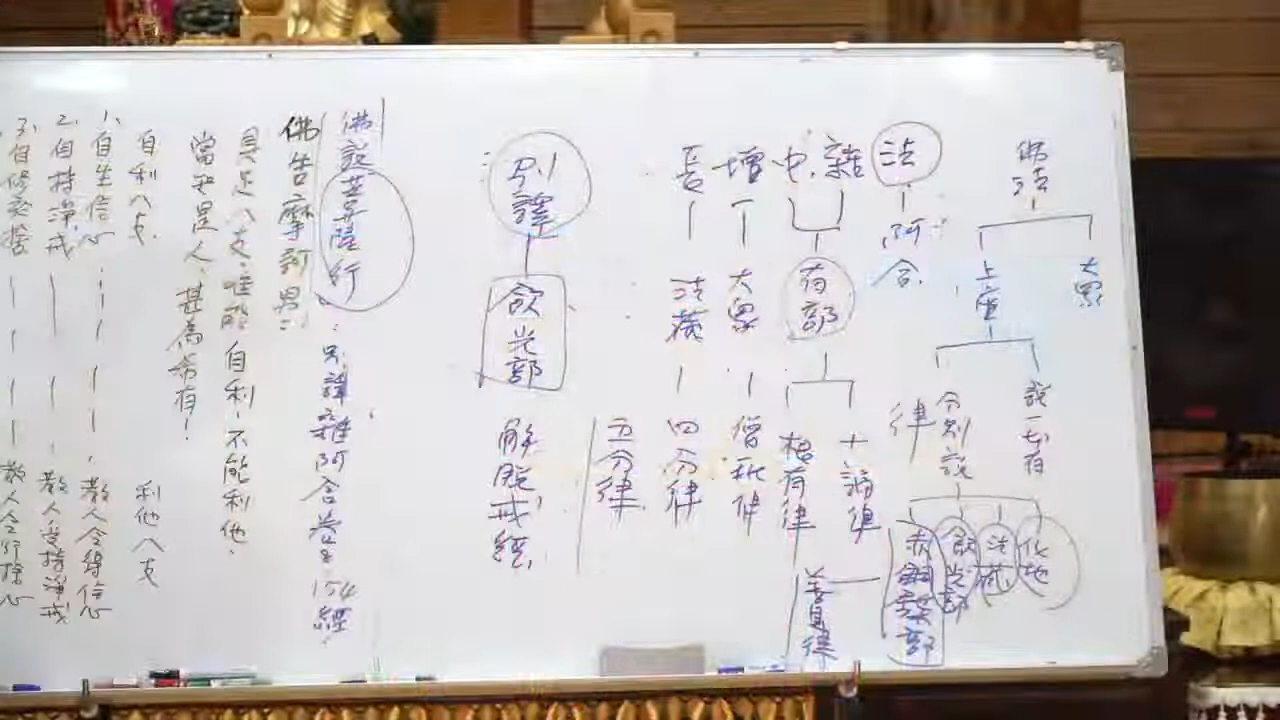 佛法
大眾
上座
說一切有
分別說
化地
法藏
飲光部
赤銅鍱部
法
阿含
律
雜
中
有部
十誦律
根有律
善見律
增
大眾
僧祇律
長
法藏
四分律
五分律
別譯
飲光部
解脫戒經
佛說菩薩行
別譯雜阿含卷8
154經
佛告摩訶男:
具足八支,唯能自利,不能利他,
當知是人,甚為希有!
自利八支
利他八支
1、自生信心
教人令得信心
2、自持淨戒
教人受持淨戒
3、自修
教人令行捨心